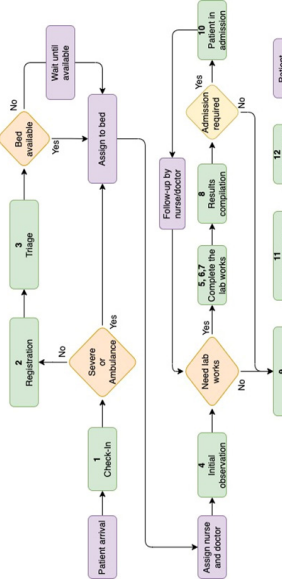 Patient arrival
1
Check-In
Severe
or
Ambulance
No
Yes
2
Registration
3
Triage
Bed
available
No
Yes
Wait until
available
Assign to bed
Assign nurse
and doctor
4
Initial
observation
Need lab
works
Yes
No
5, 6,7
Complete the
lab works
8
Results
compilation
Admission
required
Yes
No
10
Patient in
admission
Follow-up by
nurse/doctor
11
12